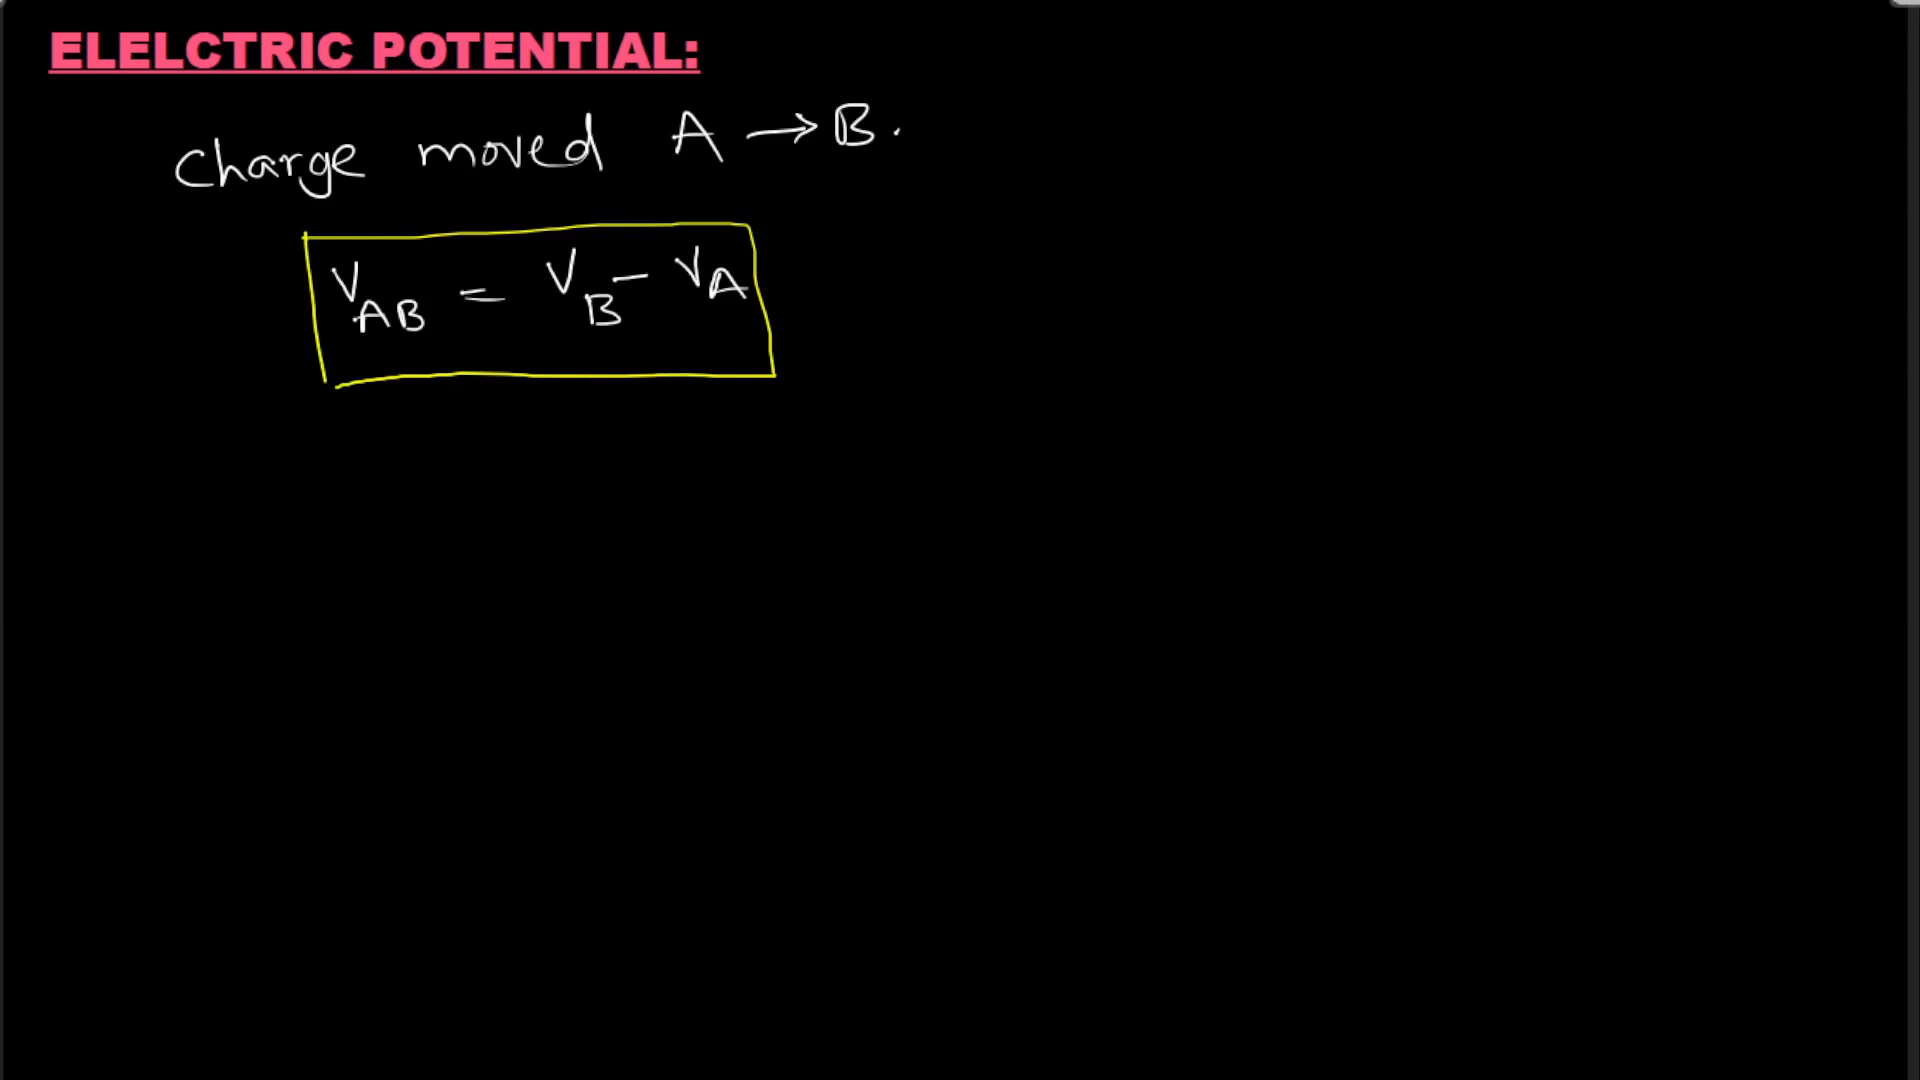 ELELCTRIC POTENTIAL:
Charge moved A → B.
V_AB = V_B - V_A